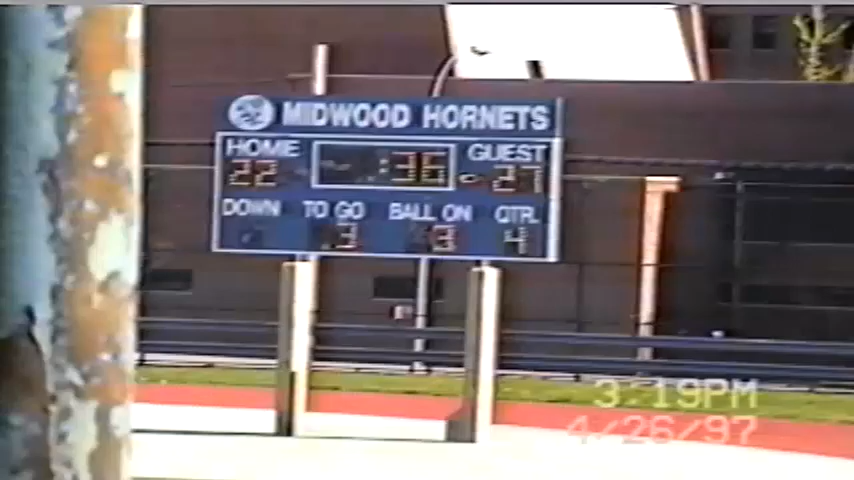 MIDWOOD HORNETS
HOME :36 GUEST
22 27
DOWN TO GO BALL ON QTR.
3 3 4
3:19PM
4/26/97